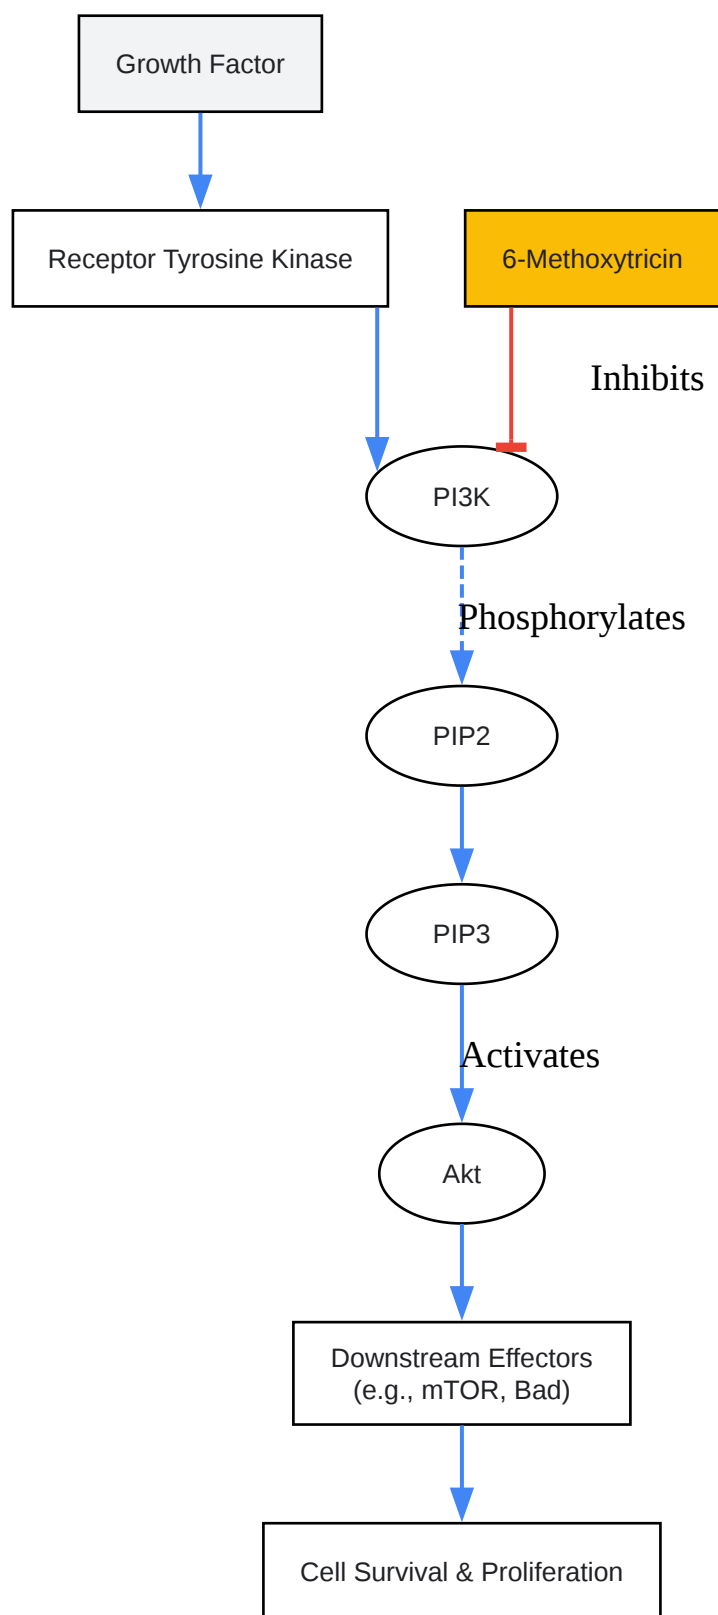 Growth Factor
Receptor Tyrosine Kinase
6-Methoxytricin
Inhibits
PI3K
Phosphorylates
PIP2
PIP3
Activates
Akt
Downstream Effectors
(e.g., mTOR, Bad)
Cell Survival & Proliferation